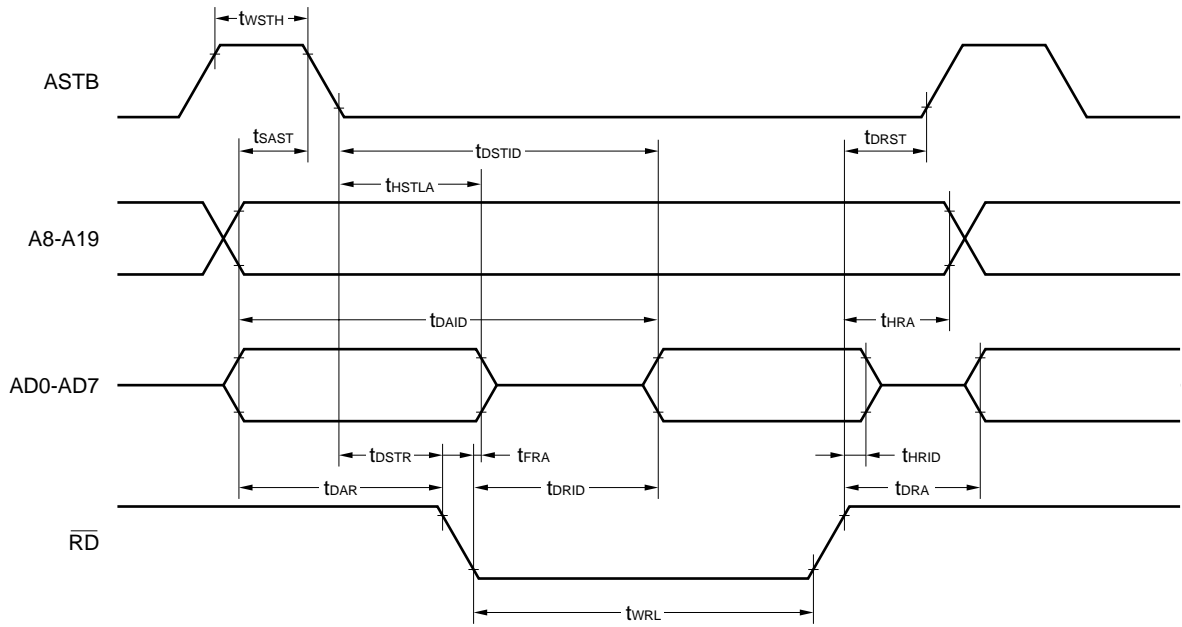 tWSTH
ASTB
tSAST
tDSTID
tDRST
tHSTLA
A8-A19
tDAID
tHRA
AD0-AD7
tDSTR
tFRA
tHRID
tDAR
tDRID
tDRA
RD
tWRL